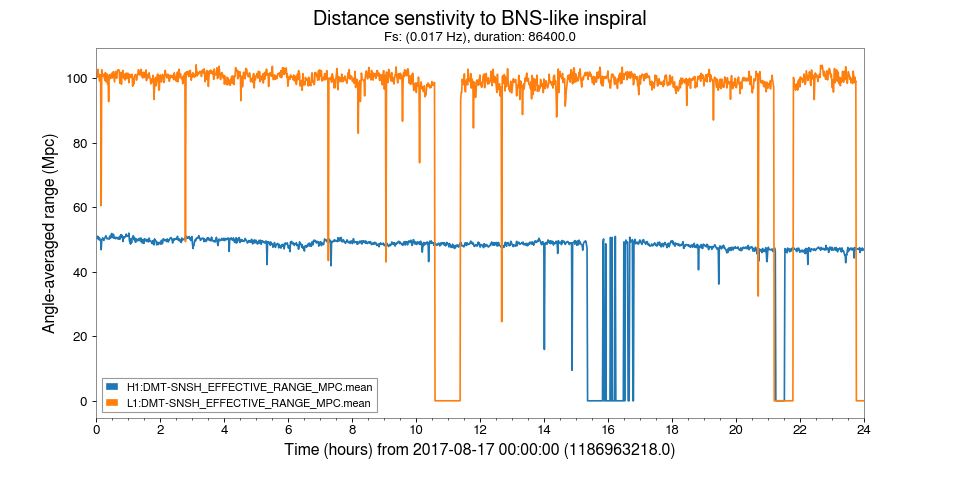 Distance senstivity to BNS-like inspiral
Fs: (0.017 Hz), duration: 86400.0
Angle-averaged range (Mpc)
100
80
60
40
20
0
H1:DMT-SNSH_EFFECTIVE_RANGE_MPC.mean
L1:DMT-SNSH_EFFECTIVE_RANGE_MPC.mean
0 2 4 6 8 10 12 14 16 18 20 22 24
Time (hours) from 2017-08-17 00:00:00 (1186963218.0)